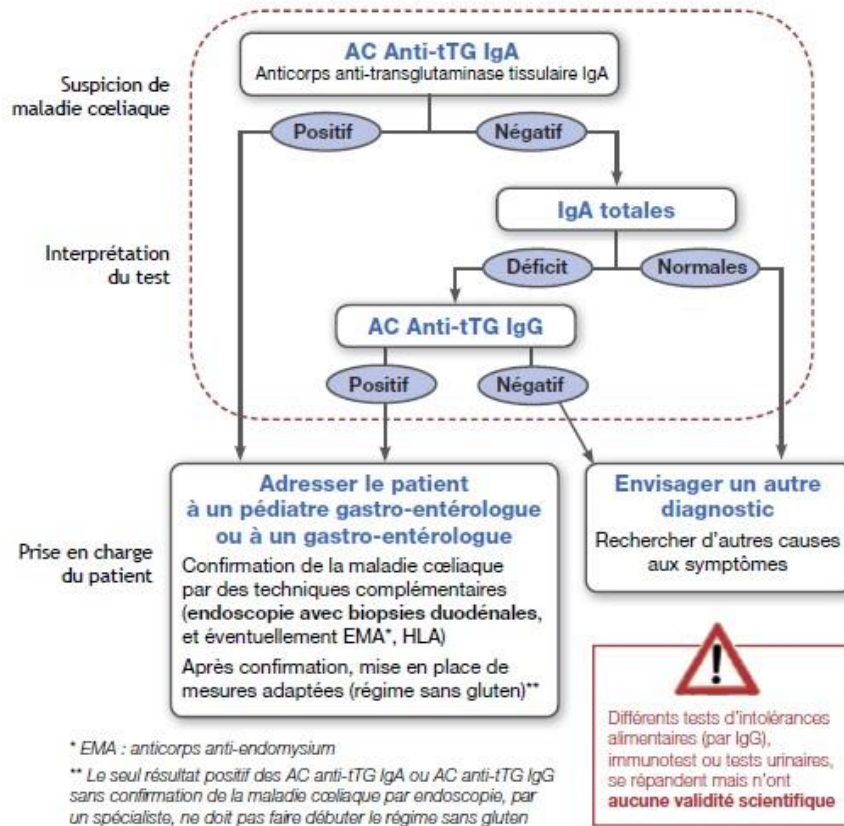 AC Anti-tTG IgA
Anticorps anti-transglutaminase tissulaire IgA
Suspicion de
maladie cœliaque
Positif
Négatif
IgA totales
Interprétation
du test
Déficit
Normales
AC Anti-tTG IgG
Positif
Négatif
Prise en charge
du patient
Adresser le patient
à un pédiatre gastro-entérologue
ou à un gastro-entérologue
Confirmation de la maladie cœliaque
par des techniques complémentaires
(endoscopie avec biopsies duodénales,
et éventuellement EMA*, HLA)
Après confirmation, mise en place de
mesures adaptées (régime sans gluten)**
Envisager un autre
diagnostic
Rechercher d'autres causes
aux symptômes
!
Différents tests d'intolérances
alimentaires (par IgG),
immunotest ou tests urinaires,
se répandent mais n'ont
aucune validité scientifique
* EMA : anticorps anti-endomysium
** Le seul résultat positif des AC anti-tTG IgA ou AC anti-tTG IgG
sans confirmation de la maladie cœliaque par endoscopie, par
un spécialiste, ne doit pas faire débuter le régime sans gluten